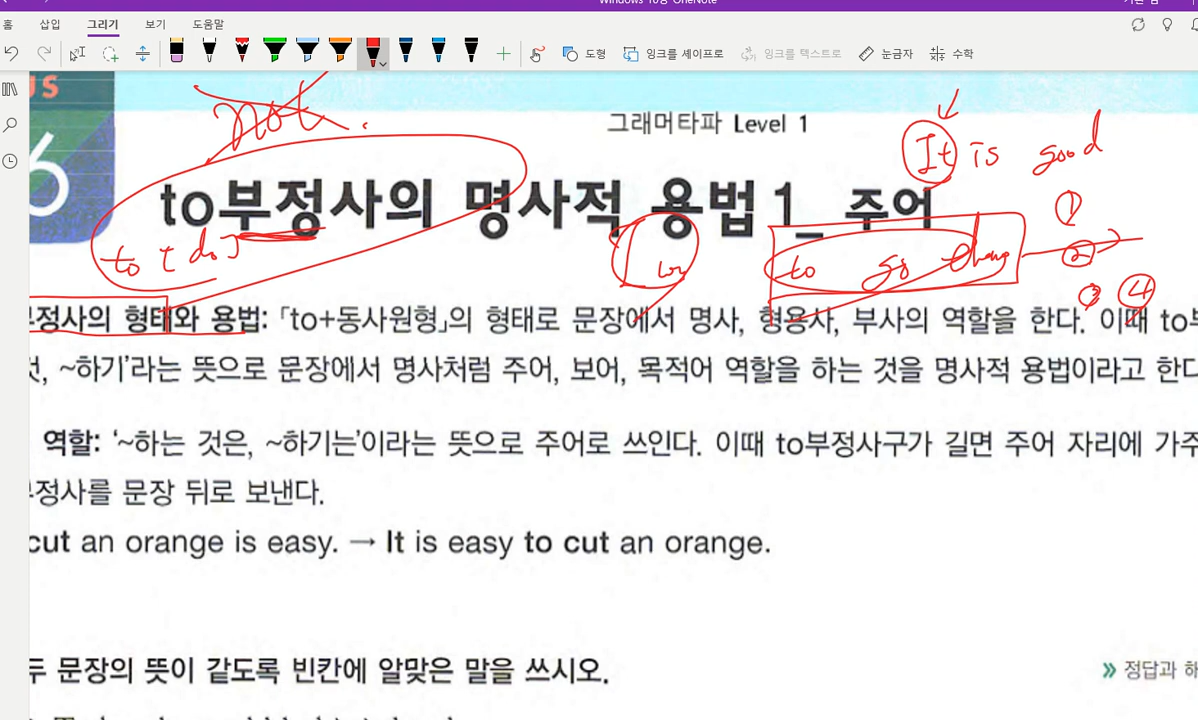 Windows 10용 OneNote
홈 삽입 그리기 보기 도움말
도형 잉크를 셰이프로 잉크를 텍스트로 눈금자 수학
US
not.
그래머타파 Level 1
It is good
6
to부정사의 명사적 용법1_주어
①
to [do]
to go there
②
③ ④
부정사의 형태와 용법: 「to+동사원형」의 형태로 문장에서 명사, 형용사, 부사의 역할을 한다. 이때 to부
것, ~하기'라는 뜻으로 문장에서 명사처럼 주어, 보어, 목적어 역할을 하는 것을 명사적 용법이라고 한다
역할: '~하는 것은, ~하기는'이라는 뜻으로 주어로 쓰인다. 이때 to부정사구가 길면 주어 자리에 가주
부정사를 문장 뒤로 보낸다.
cut an orange is easy. → It is easy to cut an orange.
두 문장의 뜻이 같도록 빈칸에 알맞은 말을 쓰시오.
» 정답과 해